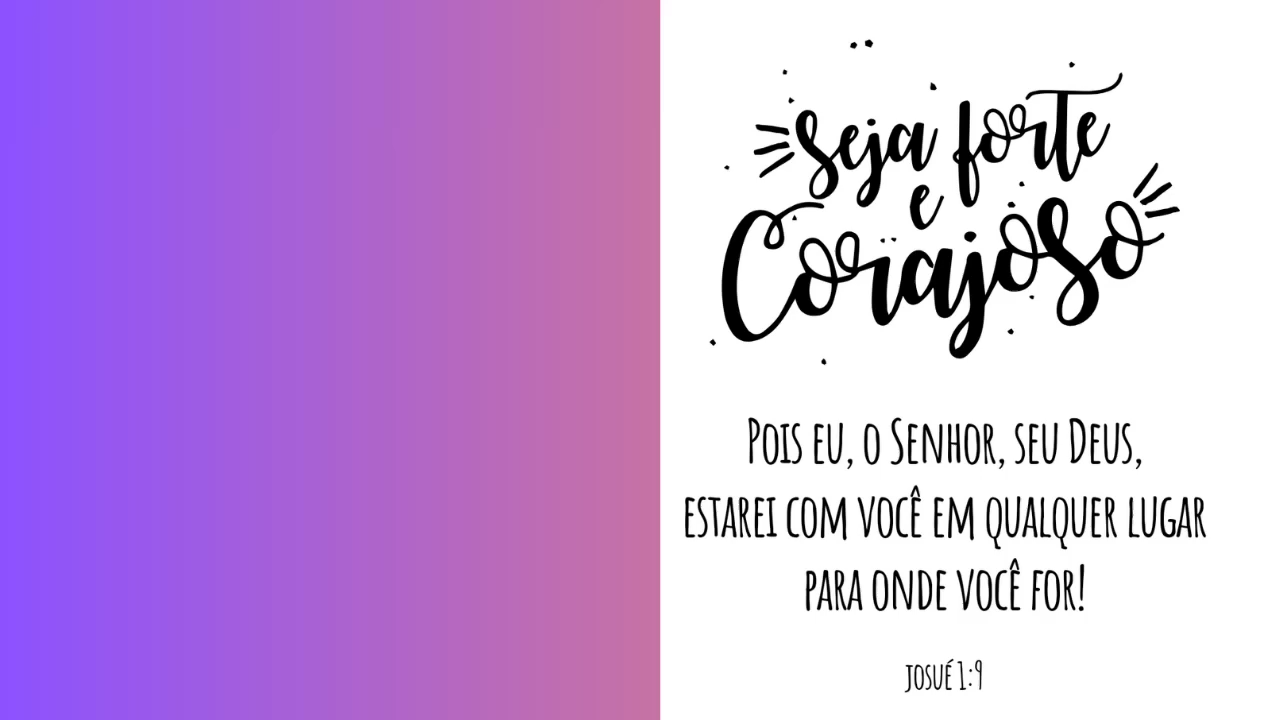 Seja forte
e
Corajoso
Pois eu, o Senhor, seu Deus,
estarei com você em qualquer lugar
para onde você for!
Josué 1:9